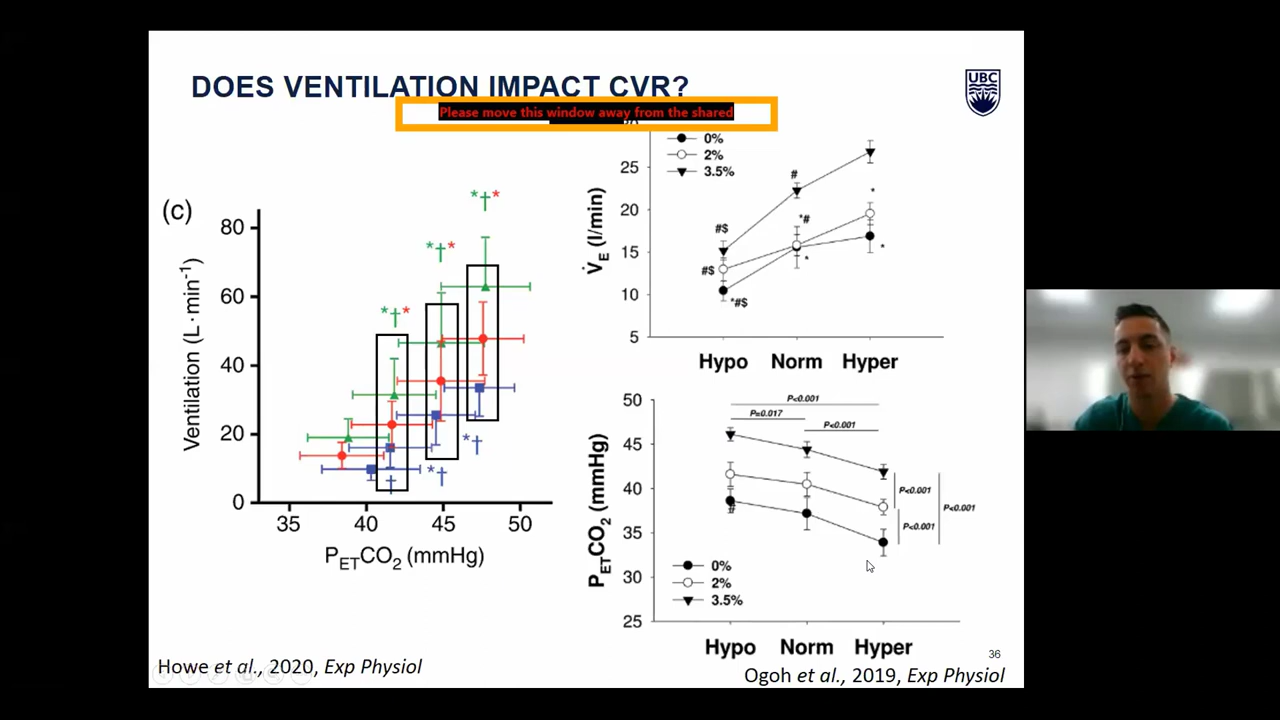 DOES VENTILATION IMPACT CVR?
UBC
Please move this window away from the shared
(c)
Ventilation (L·min⁻¹)
80
60
40
20
0
*†*
*†*
*†*
†
*†
*†
35
40
45
50
PETCO2 (mmHg)
Howe et al., 2020, Exp Physiol
0%
2%
3.5%
V̇E (l/min)
25
20
15
10
5
#$
#$
*#$
#
*#
*
*
*
Hypo
Norm
Hyper
PETCO2 (mmHg)
50
45
40
35
30
25
P<0.001
P=0.017
P<0.001
P<0.001
P<0.001
P<0.001
#
0%
2%
3.5%
Hypo
Norm
Hyper
36
Ogoh et al., 2019, Exp Physiol